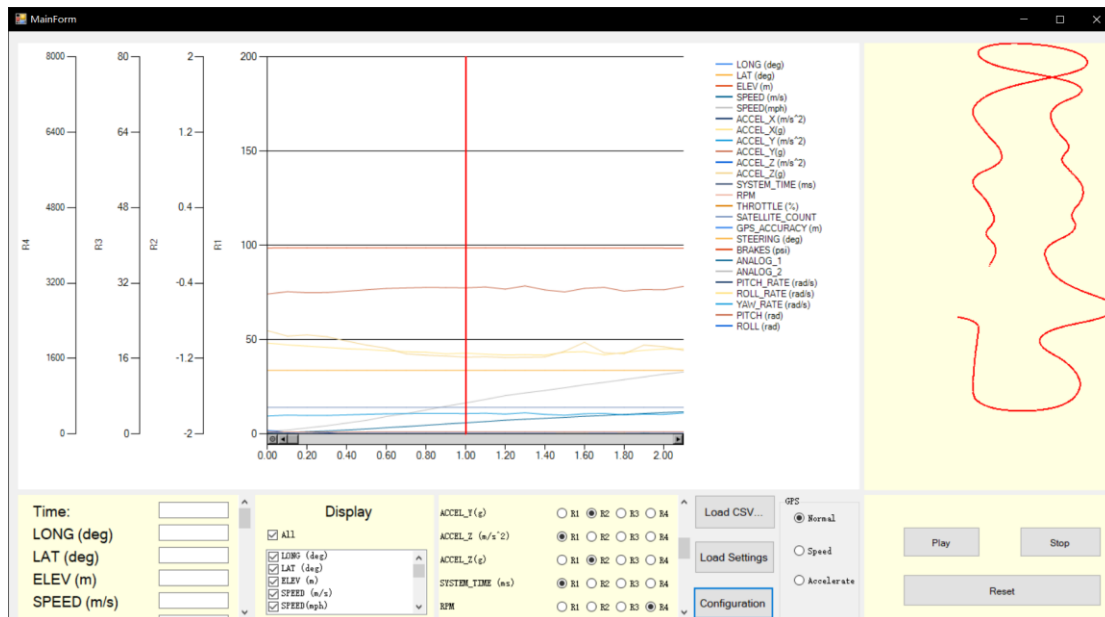 MainForm
8000 80 2 200
6400 64 1.2 150
4800 48 0.4 100
R4 R3 R2 R1
3200 32 -0.4 50
1600 16 -1.2
0 0 -2 0
0.00 0.20 0.40 0.60 0.80 1.00 1.20 1.40 1.60 1.80 2.00
LONG (deg)
LAT (deg)
ELEV (m)
SPEED (m/s)
SPEED(mph)
ACCEL_X (m/s^2)
ACCEL_X(g)
ACCEL_Y (m/s^2)
ACCEL_Y(g)
ACCEL_Z (m/s^2)
ACCEL_Z(g)
SYSTEM_TIME (ms)
RPM
THROTTLE (%)
SATELLITE_COUNT
GPS_ACCURACY (m)
STEERING (deg)
BRAKES (psi)
ANALOG_1
ANALOG_2
PITCH_RATE (rad/s)
ROLL_RATE (rad/s)
YAW_RATE (rad/s)
PITCH (rad)
ROLL (rad)
Time:
LONG (deg)
LAT (deg)
ELEV (m)
SPEED (m/s)
Display
All
LONG (deg)
LAT (deg)
ELEV (m)
SPEED (m/s)
SPEED(mph)
ACCEL_Y(g) R1 R2 R3 R4
ACCEL_Z (m/s^2) R1 R2 R3 R4
ACCEL_Z(g) R1 R2 R3 R4
SYSTEM_TIME (ms) R1 R2 R3 R4
RPM R1 R2 R3 R4
Load CSV...
Load Settings
Configuration
GPS
Normal
Speed
Accelerate
Play Stop
Reset